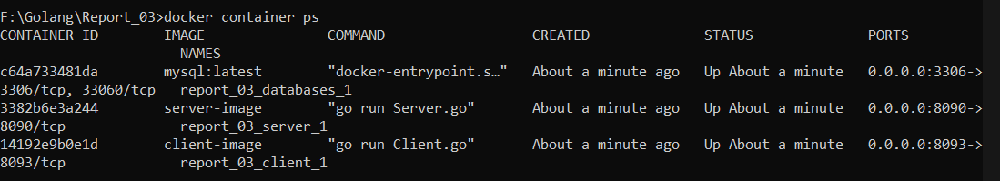 F:\Golang\Report_03>docker container ps
CONTAINER ID        IMAGE               COMMAND                  CREATED              STATUS              PORTS
                      NAMES
c64a733481da        mysql:latest        "docker-entrypoint.s…"   About a minute ago   Up About a minute   0.0.0.0:3306->
3306/tcp, 33060/tcp   report_03_databases_1
3382b6e3a244        server-image        "go run Server.go"       About a minute ago   Up About a minute   0.0.0.0:8090->
8090/tcp              report_03_server_1
14192e9b0e1d        client-image        "go run Client.go"       About a minute ago   Up About a minute   0.0.0.0:8093->
8093/tcp              report_03_client_1